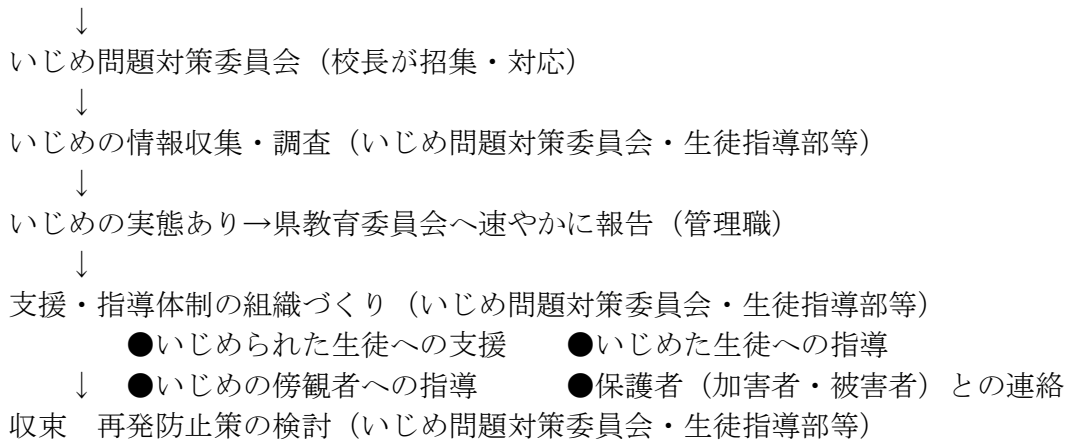 ↓
いじめ問題対策委員会（校長が招集・対応）
↓
いじめの情報収集・調査（いじめ問題対策委員会・生徒指導部等）
↓
いじめの実態あり→県教育委員会へ速やかに報告（管理職）
↓
支援・指導体制の組織づくり（いじめ問題対策委員会・生徒指導部等）
●いじめられた生徒への支援　●いじめた生徒への指導
↓　●いじめの傍観者への指導　●保護者（加害者・被害者）との連絡
収束　再発防止策の検討（いじめ問題対策委員会・生徒指導部等）